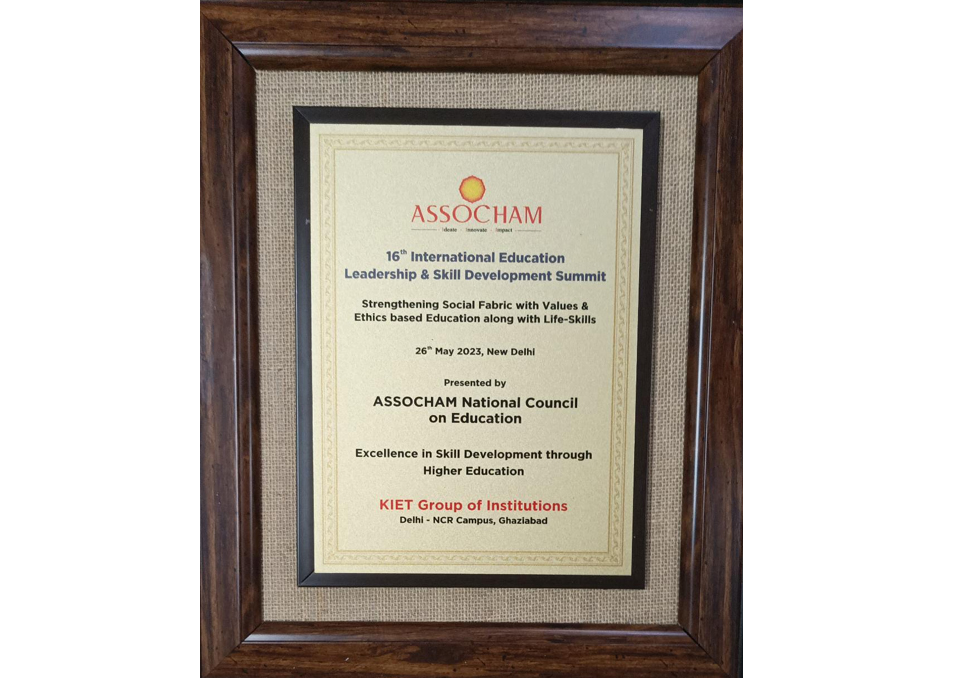 ASSOCHAM
Ideate · Innovate · Impact
16th International Education
Leadership & Skill Development Summit
Strengthening Social Fabric with Values &
Ethics based Education along with Life-Skills
26th May 2023, New Delhi
Presented by
ASSOCHAM National Council
on Education
Excellence in Skill Development through
Higher Education
KIET Group of Institutions
Delhi - NCR Campus, Ghaziabad